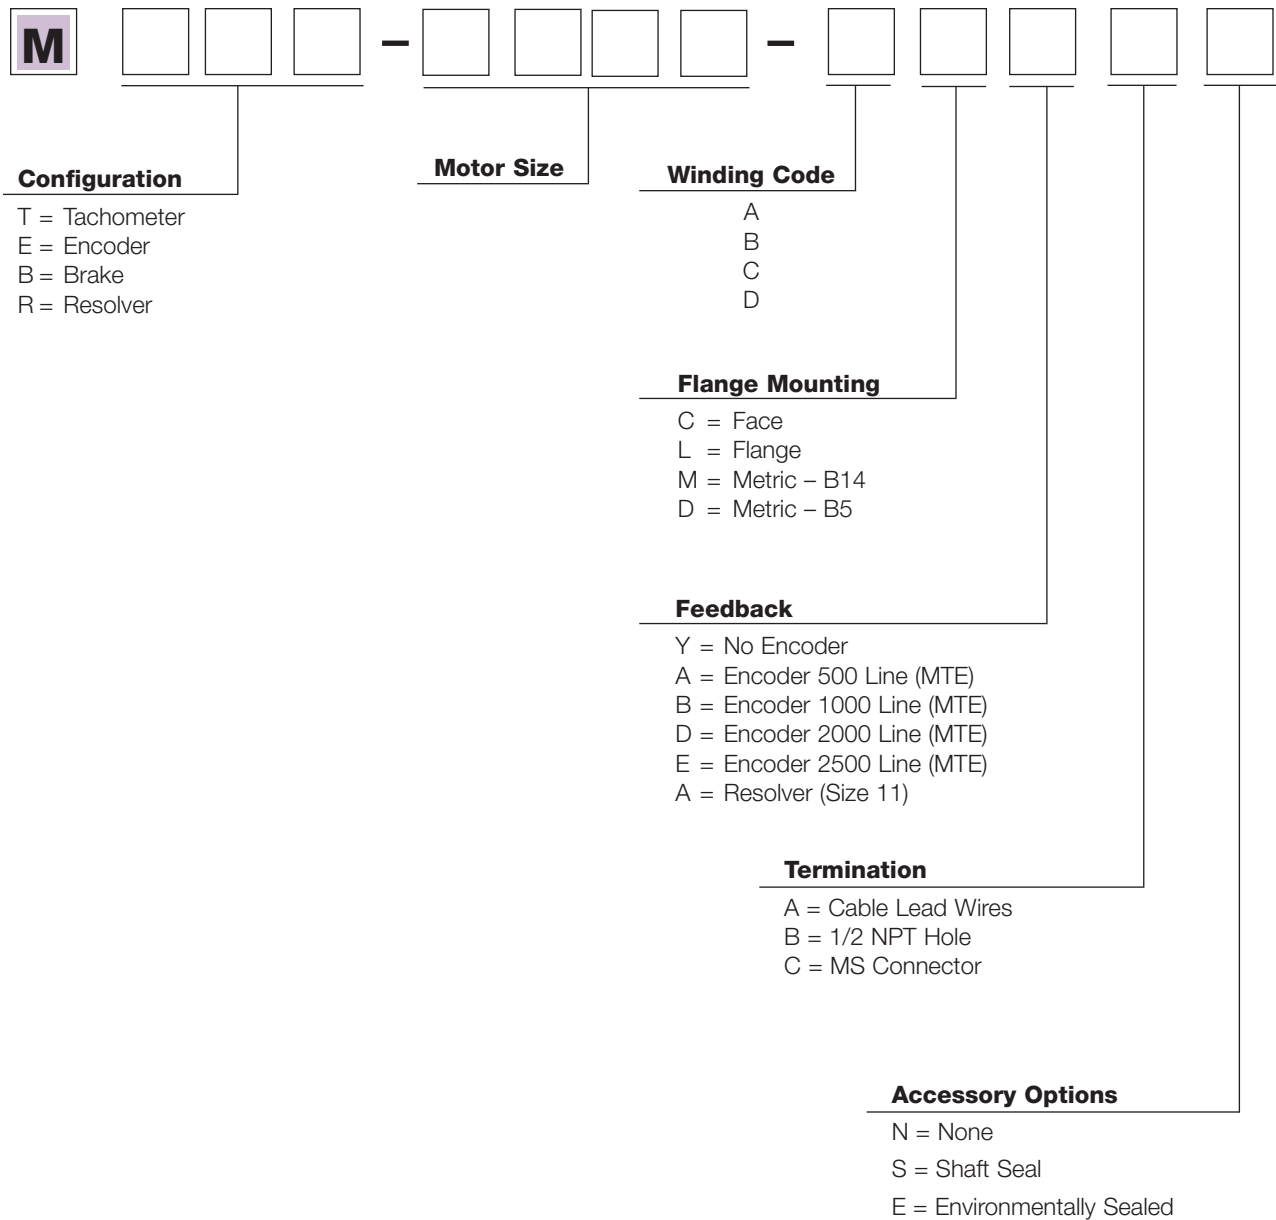 M – –
Configuration
T = Tachometer
E = Encoder
B = Brake
R = Resolver
Motor Size
Winding Code
A
B
C
D
Flange Mounting
C = Face
L = Flange
M = Metric – B14
D = Metric – B5
Feedback
Y = No Encoder
A = Encoder 500 Line (MTE)
B = Encoder 1000 Line (MTE)
D = Encoder 2000 Line (MTE)
E = Encoder 2500 Line (MTE)
A = Resolver (Size 11)
Termination
A = Cable Lead Wires
B = 1/2 NPT Hole
C = MS Connector
Accessory Options
N = None
S = Shaft Seal
E = Environmentally Sealed